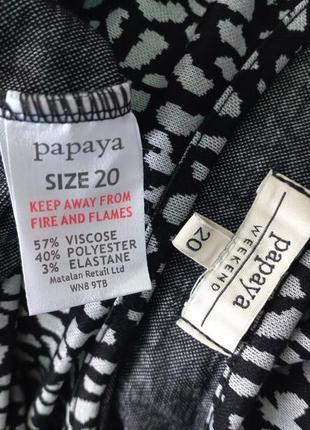 papaya
SIZE 20
KEEP AWAY FROM
FIRE AND FLAMES
57% VISCOSE
40% POLYESTER
3% ELASTANE
Matalan Retail Ltd
WN8 9TB
20
papaya
WEEKEND